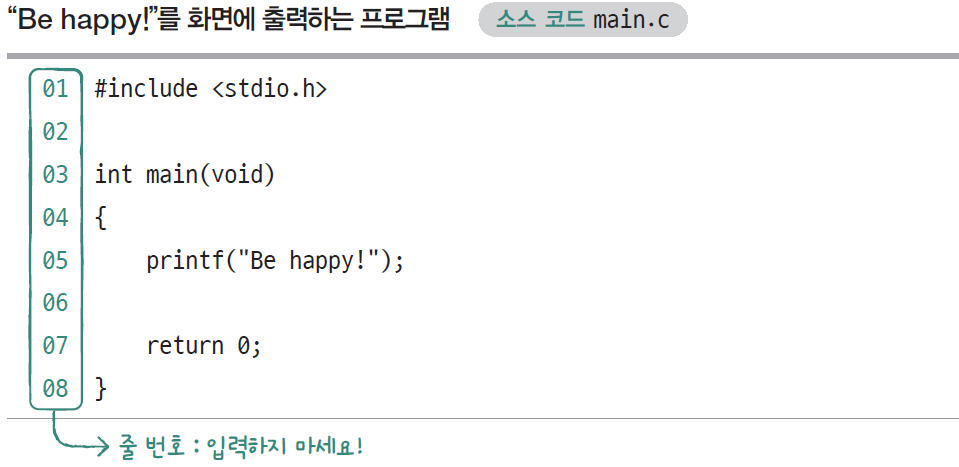 “Be happy!”를 화면에 출력하는 프로그램 소스 코드 main.c
01 #include <stdio.h>
02
03 int main(void)
04 {
05     printf("Be happy!");
06
07     return 0;
08 }
줄 번호 : 입력하지 마세요!